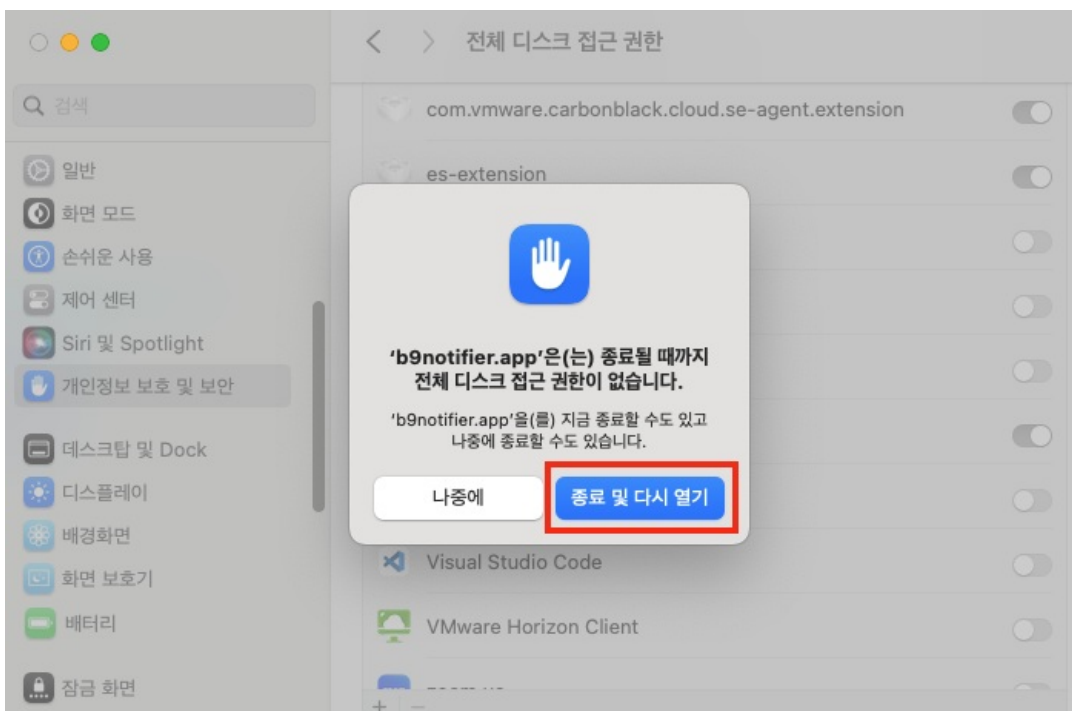 전체 디스크 접근 권한
검색
일반
화면 모드
손쉬운 사용
제어 센터
Siri 및 Spotlight
개인정보 보호 및 보안
데스크탑 및 Dock
디스플레이
배경화면
화면 보호기
배터리
잠금 화면
com.vmware.carbonblack.cloud.se-agent.extension
es-extension
‘b9notifier.app’은(는) 종료될 때까지
전체 디스크 접근 권한이 없습니다.
‘b9notifier.app’을(를) 지금 종료할 수도 있고
나중에 종료할 수도 있습니다.
나중에
종료 및 다시 열기
Visual Studio Code
VMware Horizon Client